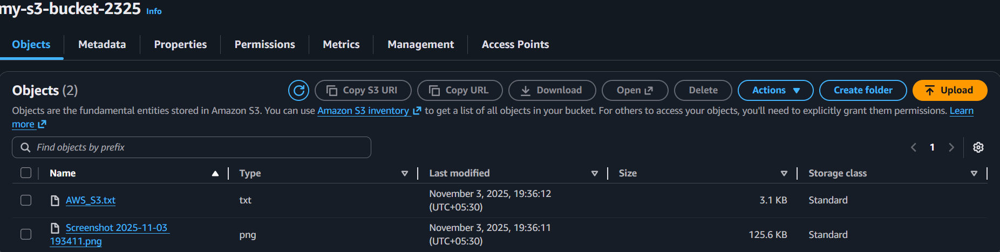 my-s3-bucket-2325 Info
Objects Metadata Properties Permissions Metrics Management Access Points
Objects (2) Copy S3 URI Copy URL Download Open Delete Actions Create folder Upload
Objects are the fundamental entities stored in Amazon S3. You can use Amazon S3 inventory to get a list of all objects in your bucket. For others to access your objects, you'll need to explicitly grant them permissions. Learn
more
Find objects by prefix 1
Name Type Last modified Size Storage class
AWS_S3.txt txt November 3, 2025, 19:36:12 3.1 KB Standard
(UTC+05:30)
Screenshot 2025-11-03 png November 3, 2025, 19:36:11 125.6 KB Standard
193411.png (UTC+05:30)